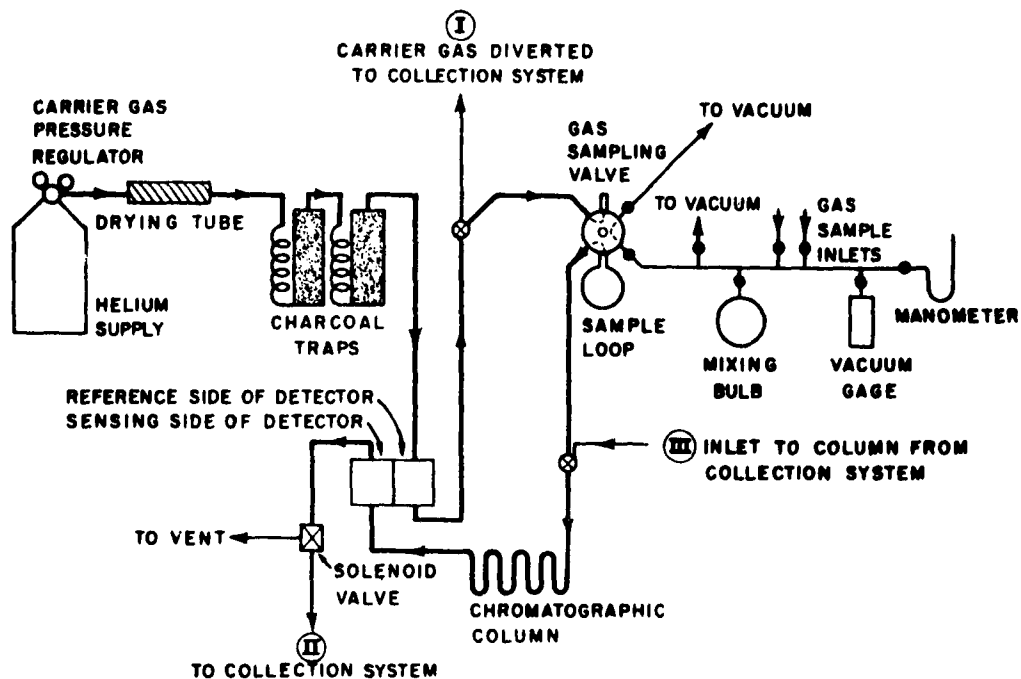 I
CARRIER GAS DIVERTED
TO COLLECTION SYSTEM
CARRIER GAS
PRESSURE
REGULATOR
DRYING TUBE
HELIUM
SUPPLY
CHARCOAL
TRAPS
GAS
SAMPLING
VALVE
TO VACUUM
TO VACUUM
GAS
SAMPLE
INLETS
SAMPLE
LOOP
MIXING
BULB
VACUUM
GAGE
MANOMETER
REFERENCE SIDE OF DETECTOR
SENSING SIDE OF DETECTOR
III INLET TO COLUMN FROM
COLLECTION SYSTEM
TO VENT
SOLENOID
VALVE
CHROMATOGRAPHIC
COLUMN
II
TO COLLECTION SYSTEM